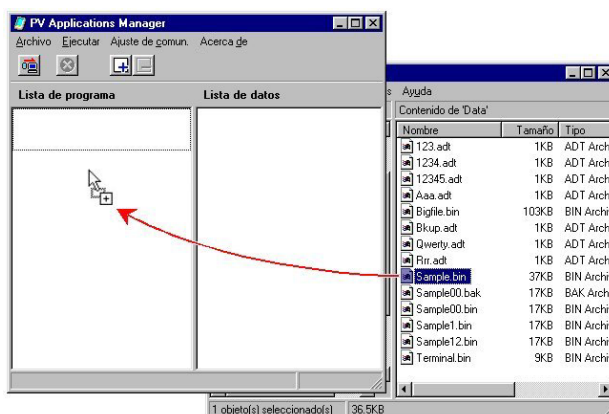 PV Applications Manager
Archivo Ejecutar Ajuste de comun. Acerca de
Lista de programa Lista de datos
Ayuda
Contenido de 'Data'
Nombre Tamaño Tipo
123.adt 1KB ADT Arch
1234.adt 1KB ADT Arch
12345.adt 1KB ADT Arch
Aaa.adt 1KB ADT Arch
Bigfile.bin 103KB BIN Archi
Bkup.adt 1KB ADT Arch
Qwerty.adt 1KB ADT Arch
Rrr.adt 1KB ADT Arch
Sample.bin 37KB BIN Archi
Sample00.bak 17KB BAK Arch
Sample00.bin 17KB BIN Archi
Sample1.bin 17KB BIN Archi
Sample12.bin 17KB BIN Archi
Terminal.bin 9KB BIN Archi
1 objeto(s) seleccionado(s) 36.5KB